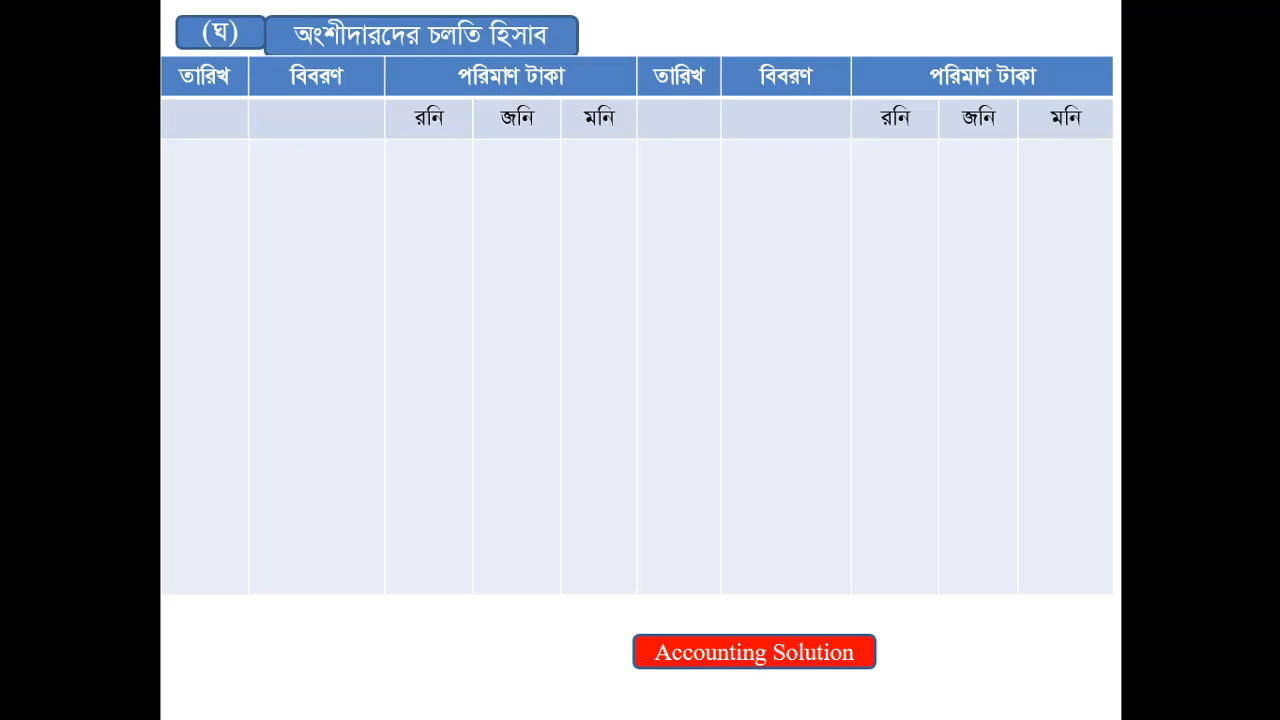 (ঘ) অংশীদারদের চলতি হিসাব
তারিখ বিবরণ পরিমাণ টাকা তারিখ বিবরণ পরিমাণ টাকা
রনি জনি মনি রনি জনি মনি
Accounting Solution